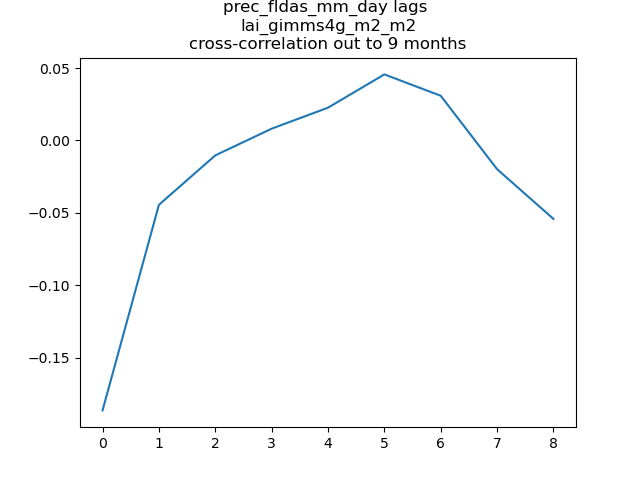 prec_fldas_mm_day lags
lai_gimms4g_m2_m2
cross-correlation out to 9 months
0.05
0.00
−0.05
−0.10
−0.15
0 1 2 3 4 5 6 7 8